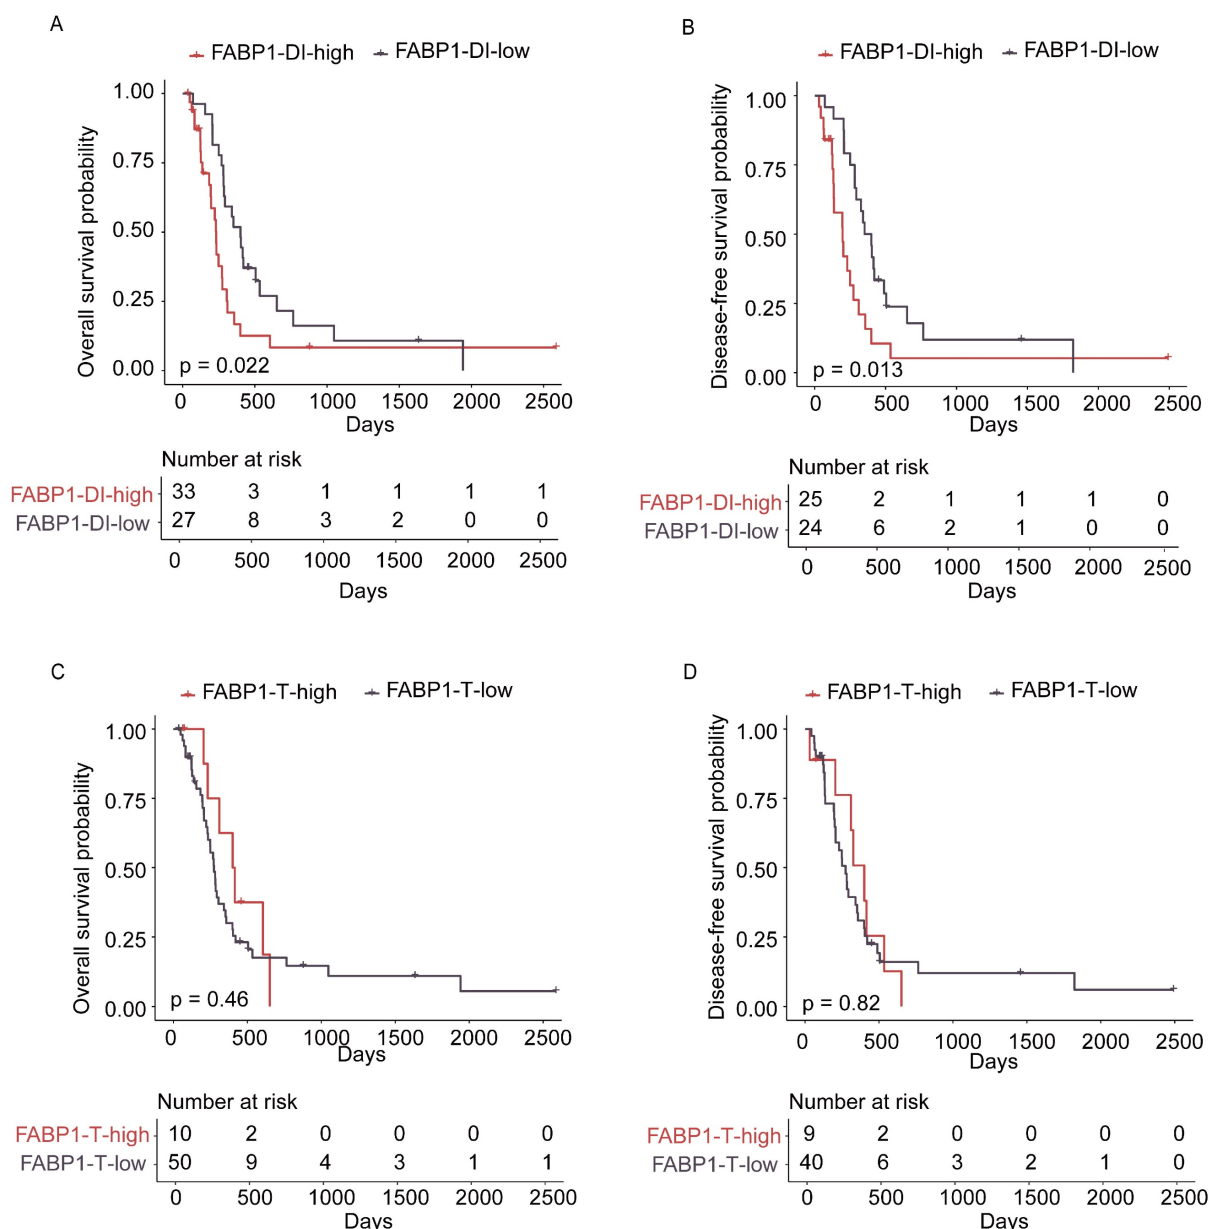 A
FABP1-DI-high FABP1-DI-low
Overall survival probability
1.00
0.75
0.50
0.25
0.00
p = 0.022
0 500 1000 1500 2000 2500
Days
Number at risk
FABP1-DI-high 33 3 1 1 1 1
FABP1-DI-low 27 8 3 2 0 0
0 500 1000 1500 2000 2500
Days
B
FABP1-DI-high FABP1-DI-low
Disease-free survival probability
1.00
0.75
0.50
0.25
0.00
p = 0.013
0 500 1000 1500 2000 2500
Days
Number at risk
FABP1-DI-high 25 2 1 1 1 0
FABP1-DI-low 24 6 2 1 0 0
0 500 1000 1500 2000 2500
Days
C
FABP1-T-high FABP1-T-low
Overall survival probability
1.00
0.75
0.50
0.25
0.00
p = 0.46
0 500 1000 1500 2000 2500
Days
Number at risk
FABP1-T-high 10 2 0 0 0 0
FABP1-T-low 50 9 4 3 1 1
0 500 1000 1500 2000 2500
Days
D
FABP1-T-high FABP1-T-low
Disease-free survival probability
1.00
0.75
0.50
0.25
0.00
p = 0.82
0 500 1000 1500 2000 2500
Days
Number at risk
FABP1-T-high 9 2 0 0 0 0
FABP1-T-low 40 6 3 2 1 0
0 500 1000 1500 2000 2500
Days